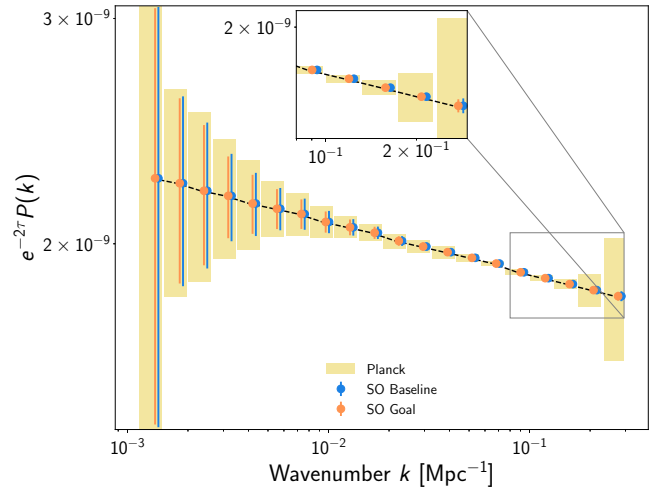 3 × 10⁻⁹
2 × 10⁻⁹
e⁻²ᵗP(k)
2 × 10⁻⁹
10⁻¹
2 × 10⁻¹
Planck
SO Baseline
SO Goal
10⁻³
10⁻²
10⁻¹
Wavenumber k [Mpc⁻¹]